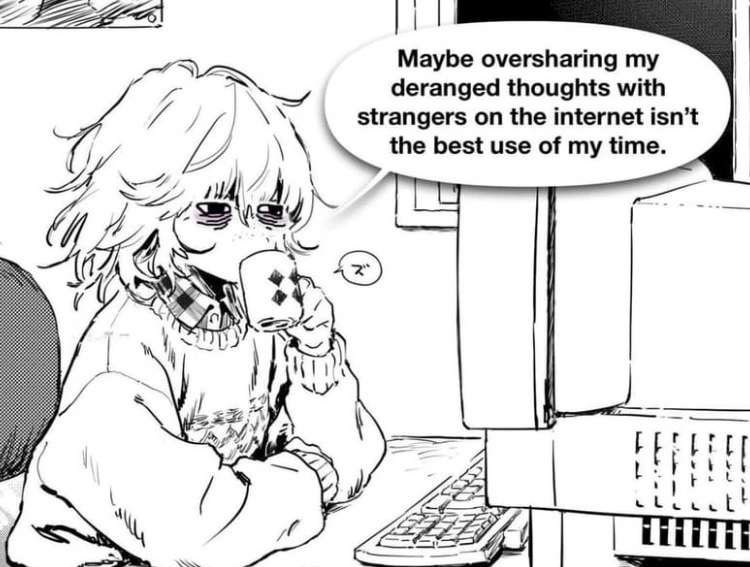 Maybe oversharing my
deranged thoughts with
strangers on the internet isn’t
the best use of my time.
ズ